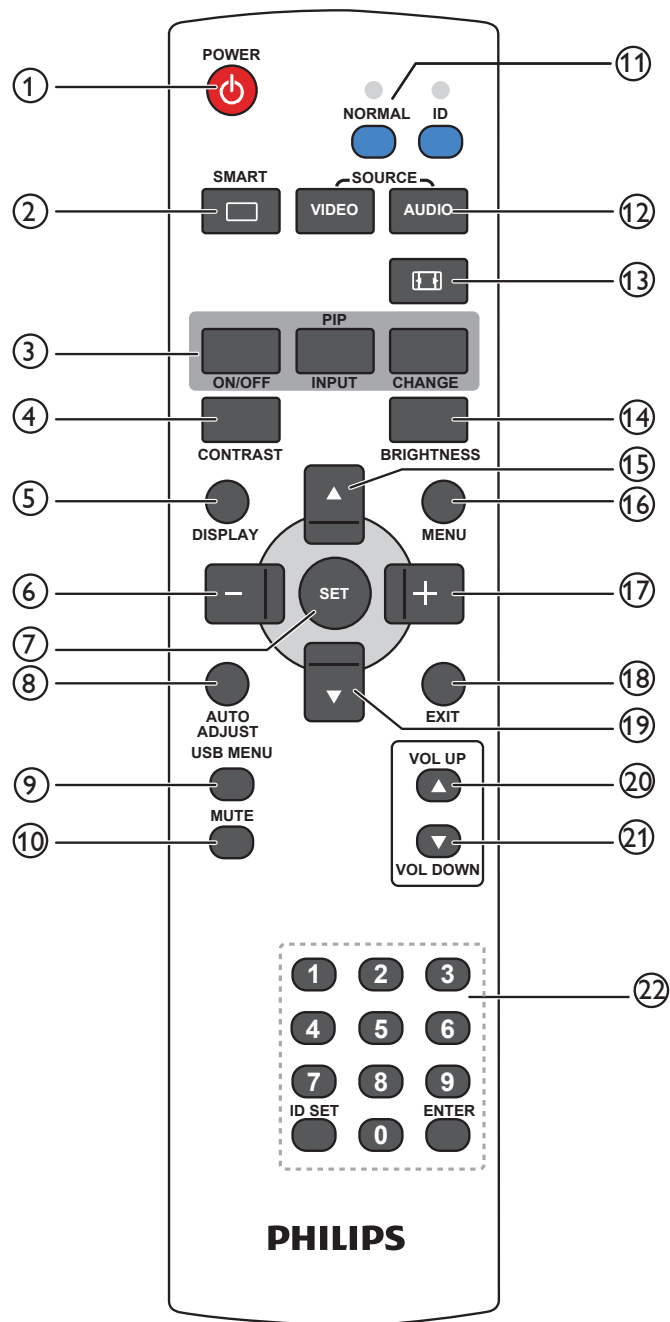 POWER
1
11
NORMAL ID
SMART
SOURCE
2
VIDEO AUDIO
12
13
PIP
3
ON/OFF INPUT CHANGE
4
14
CONTRAST BRIGHTNESS
15
5
16
DISPLAY MENU
6
- SET +
17
7
8
18
AUTO
ADJUST
EXIT
19
USB MENU
VOL UP
9
20
MUTE
10
21
VOL DOWN
1 2 3
22
4 5 6
7 8 9
ID SET ENTER
0
PHILIPS